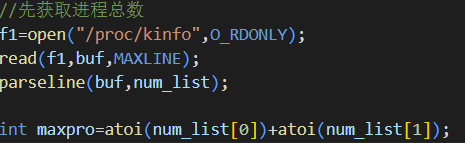 //先获取进程总数
f1=open("/proc/kinfo",O_RDONLY);
read(f1,buf,MAXLINE);
parseline(buf,num_list);
int maxpro=atoi(num_list[0])+atoi(num_list[1]);